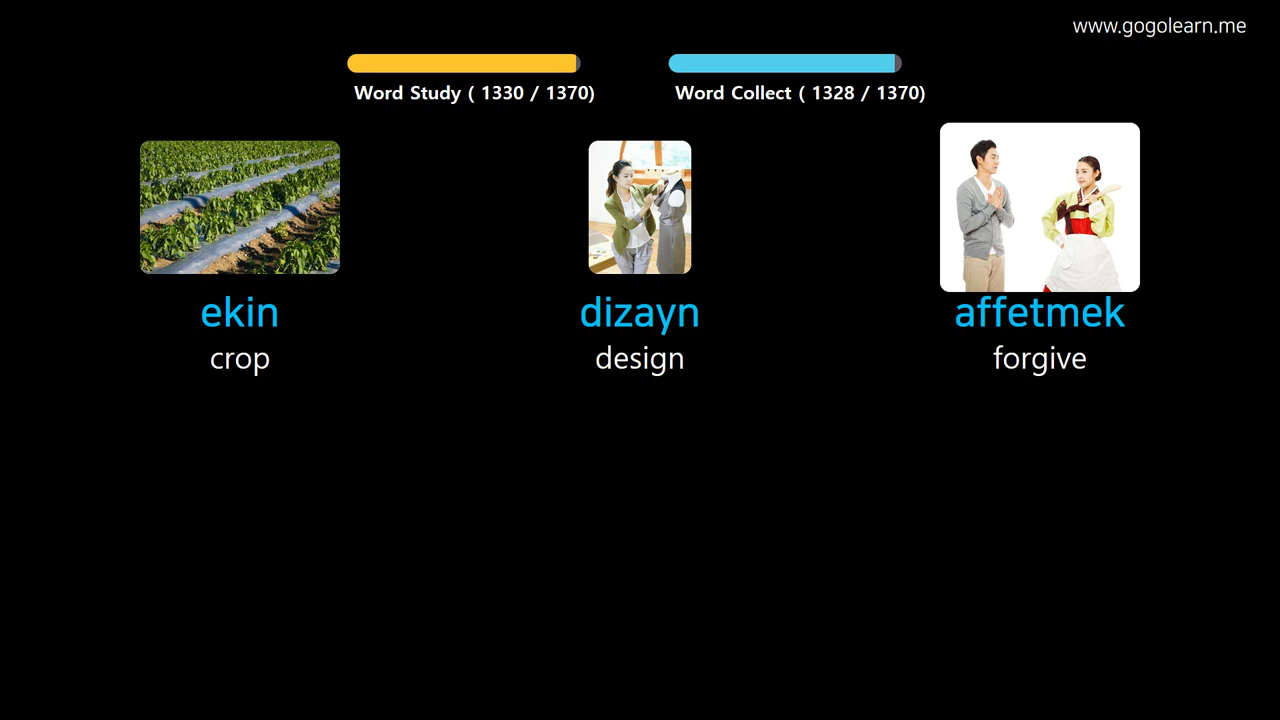 www.gogolearn.me
Word Study ( 1330 / 1370)
Word Collect ( 1328 / 1370)
ekin
dizayn
affetmek
crop
design
forgive